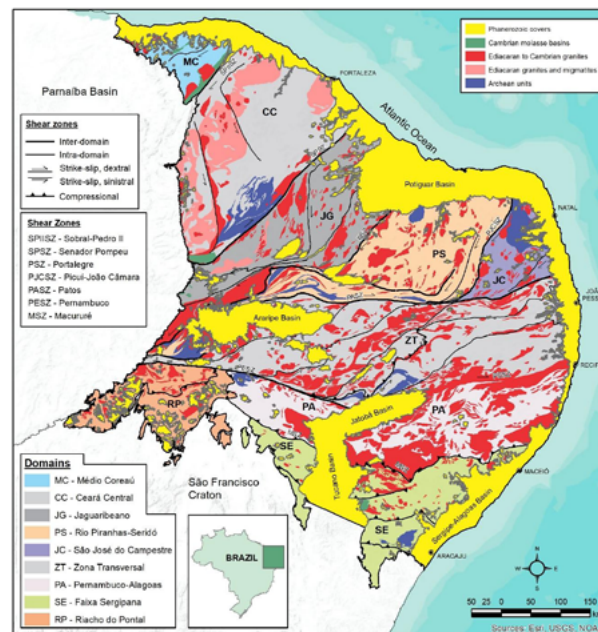 Phanerozoic covers
Cambrian molasse basins
Ediacaran to Cambrian granites
Ediacaran granites and migmatites
Archean units
MC
Parnaíba Basin
FORTALEZA
CC
Atlantic Ocean
Shear zones
Inter-domain
Intra-domain
Strike-slip, dextral
Strike-slip, sinistral
Compressional
Potiguar Basin
JG
NATAL
Shear Zones
SPIISZ - Sobral-Pedro II
SPSZ - Senador Pompeu
PSZ - Portalegre
PJCSZ - Picuí-João Câmara
PASZ - Patos
PESZ - Pernambuco
MSZ - Macururé
PS
JC
JOÃO
PESS
Araripe Basin
ZT
RECIF
RP
PA
PA
Jatobá Basin
SE
Tucano Basin
MACEIÓ
São Francisco
Craton
Sergipe-Alagoas Basin
SE
ARACAJU
Domains
MC - Médio Coreaú
CC - Ceará Central
JG - Jaguaribeano
PS - Rio Piranhas-Seridó
JC - São José do Campestre
ZT - Zona Transversal
PA - Pernambuco-Alagoas
SE - Faixa Sergipana
RP - Riacho do Pontal
BRAZIL
N
W
E
S
50 0 50 100 150
km
Sources: Esri, USGS, NOA